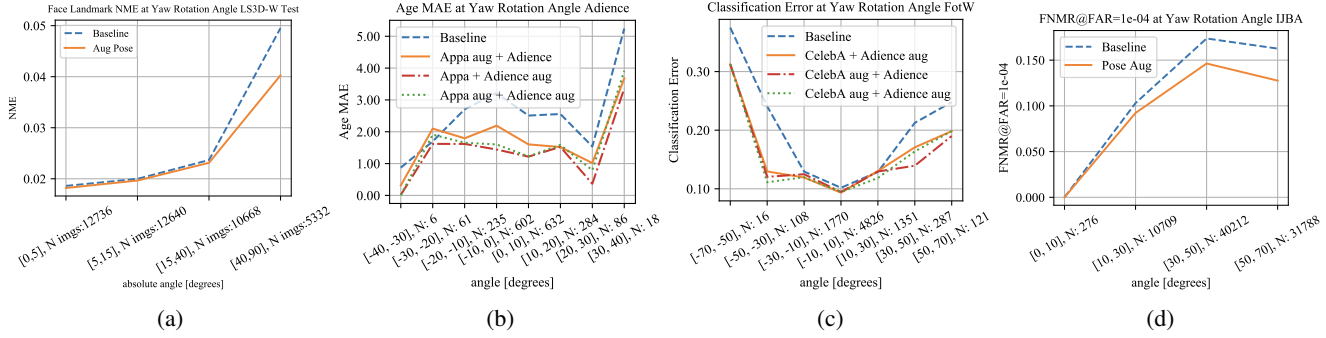 Face Landmark NME at Yaw Rotation Angle LS3D-W Test
0.05
0.04
0.03
0.02
NME
Baseline
Aug Pose
[0,5], N imgs:12736
[5,15], N imgs:12640
[15,40], N imgs:10668
[40,90], N imgs:5332
absolute angle [degrees]
(a)
Age MAE at Yaw Rotation Angle Adience
5.00
4.00
3.00
2.00
1.00
0.00
Age MAE
Baseline
Appa aug + Adience
Appa + Adience aug
Appa aug + Adience aug
[-40, -30], N: 6
[-30, -20], N: 61
[-20, -10], N: 235
[-10, 0], N: 602
[0, 10], N: 632
[10, 20], N: 284
[20, 30], N: 86
[30, 40], N: 18
angle [degrees]
(b)
Classification Error at Yaw Rotation Angle FotW
0.30
0.20
0.10
Classification Error
Baseline
CelebA + Adience aug
CelebA aug + Adience
CelebA aug + Adience aug
[-70, -50], N: 16
[-50, -30], N: 108
[-30, -10], N: 1770
[-10, 10], N: 4826
[10, 30], N: 1351
[30, 50], N: 287
[50, 70], N: 121
angle [degrees]
(c)
FNMR@FAR=1e-04 at Yaw Rotation Angle IJBA
0.150
0.100
0.050
0.000
FNMR@FAR=1e-04
Baseline
Pose Aug
[0, 10], N: 276
[10, 30], N: 10709
[30, 50], N: 40212
[50, 70], N: 31788
angle [degrees]
(d)